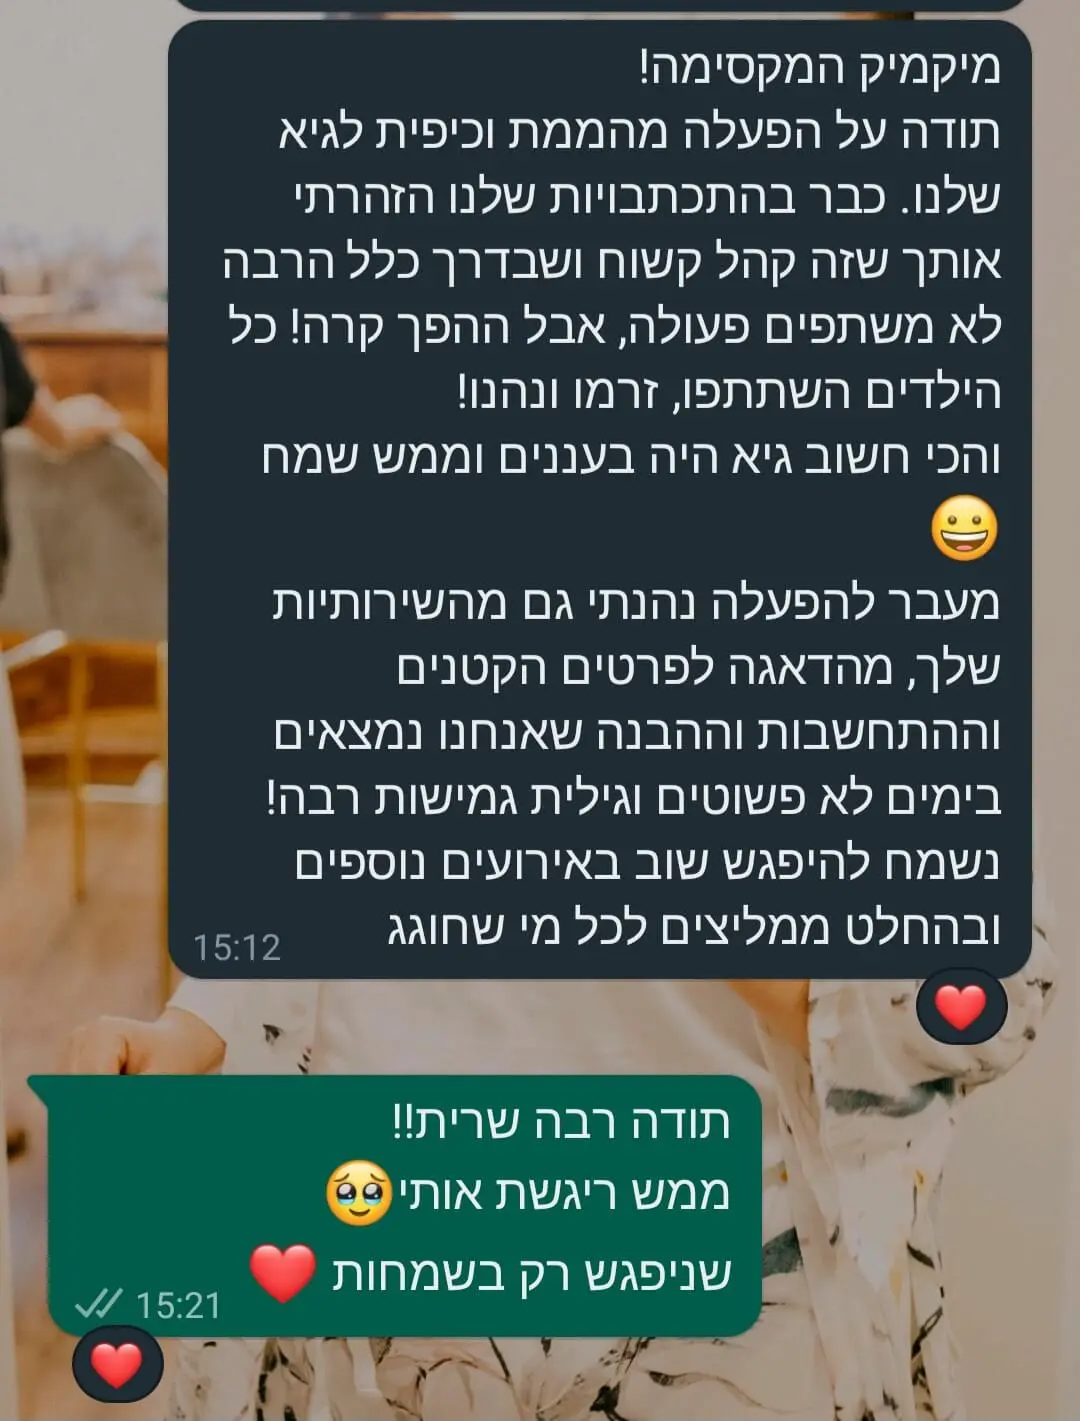 מיקמיק המקסימה!
תודה על הפעלה מהממת וכיפית לגיא
שלנו. כבר בהתכתבויות שלנו הזהרתי
אותך שזה קהל קשוח ושבדרך כלל הרבה
לא משתפים פעולה, אבל ההפך קרה! כל
הילדים השתתפו, זרמו ונהנו!
והכי חשוב גיא היה בעננים וממש שמח
😀
מעבר להפעלה נהנתי גם מהשירותיות
שלך, מהדאגה לפרטים הקטנים
וההתחשבות וההבנה שאנחנו נמצאים
בימים לא פשוטים וגילית גמישות רבה!
נשמח להיפגש שוב באירועים נוספים
ובהחלט ממליצים לכל מי שחוגג
15:12
❤️
תודה רבה שרית!!
ממש ריגשת אותי🥹
שניפגש רק בשמחות ❤️
15:21
❤️